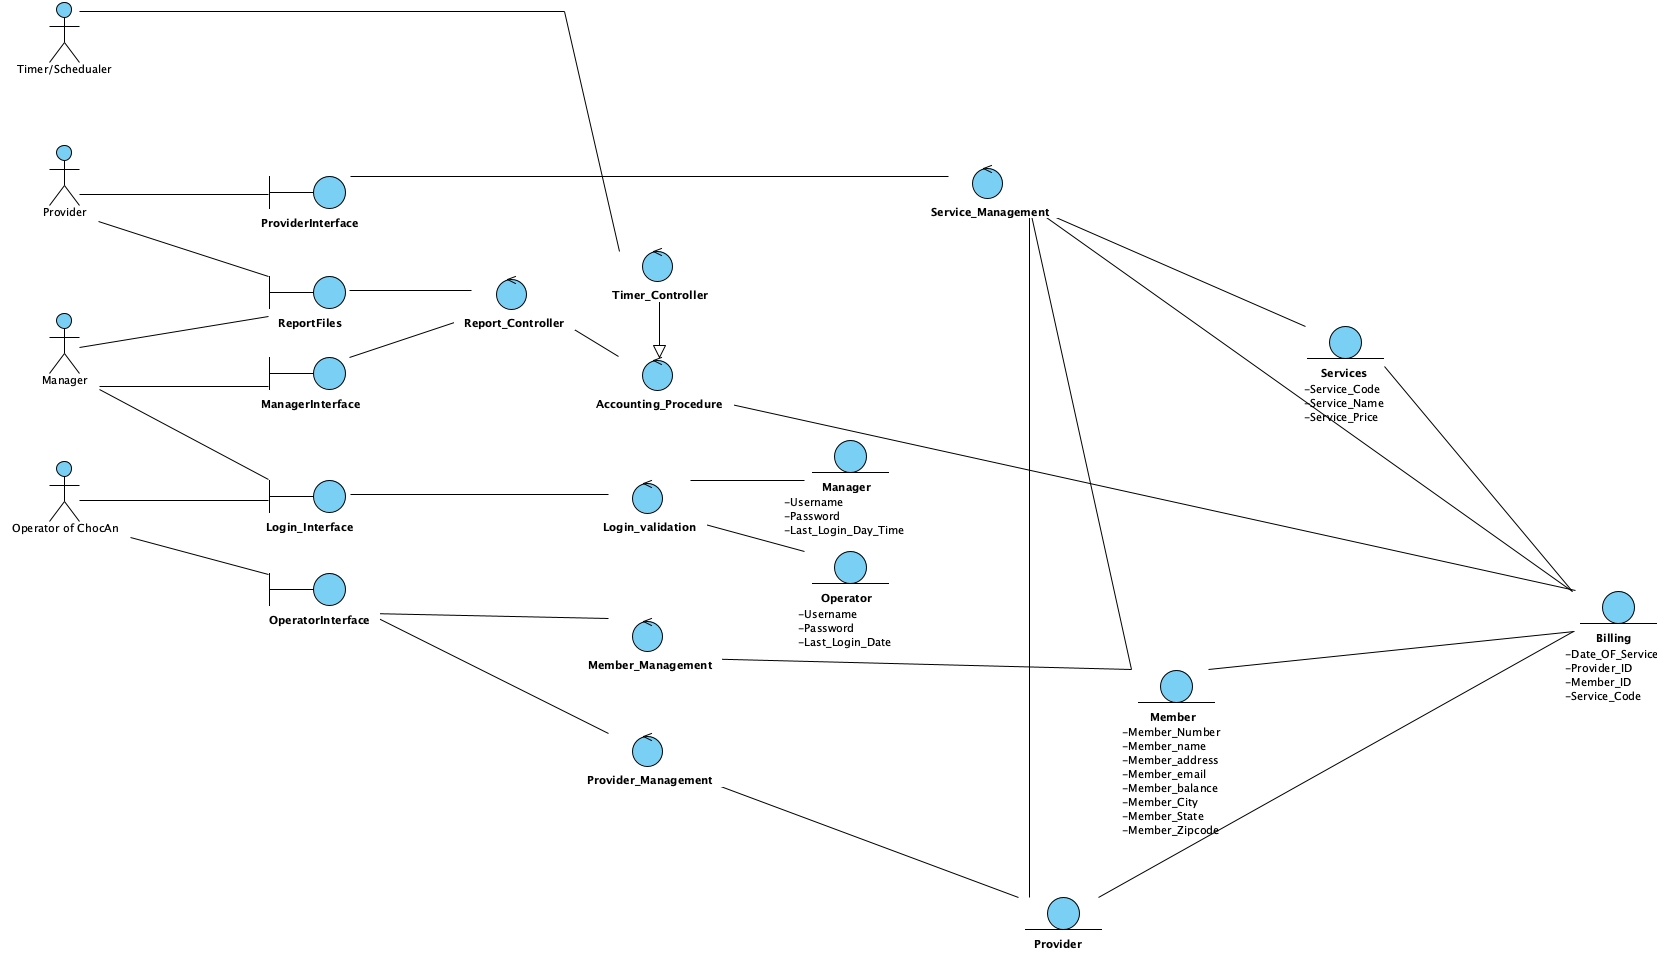 Timer/Schedualer
Provider
ProviderInterface
Service_Management
Timer_Controller
ReportFiles
Report_Controller
Manager
ManagerInterface
Accounting_Procedure
Services
-Service_Code
-Service_Name
-Service_Price
Manager
-Username
-Password
-Last_Login_Day_Time
Operator of ChocAn
Login_Interface
Login_validation
Operator
-Username
-Password
-Last_Login_Date
OperatorInterface
Member_Management
Billing
-Date_OF_Service
-Provider_ID
-Member_ID
-Service_Code
Member
-Member_Number
-Member_name
-Member_address
-Member_email
-Member_balance
-Member_City
-Member_State
-Member_Zipcode
Provider_Management
Provider